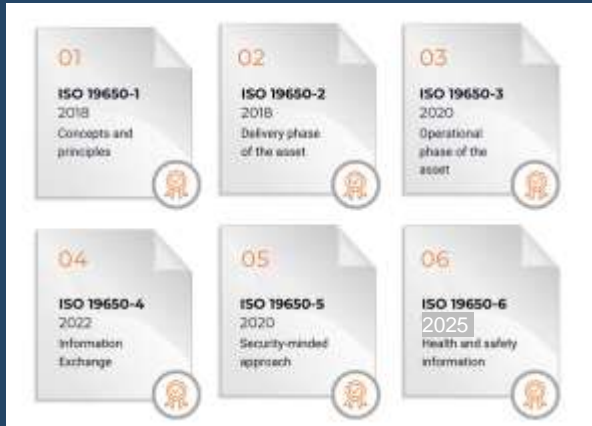 01
ISO 19650-1
2018
Concepts and
principles
02
ISO 19650-2
2018
Delivery phase
of the asset
03
ISO 19650-3
2020
Operational
phase of the
asset
04
ISO 19650-4
2022
Information
Exchange
05
ISO 19650-5
2020
Security-minded
approach
06
ISO 19650-6
2025
Health and safety
information